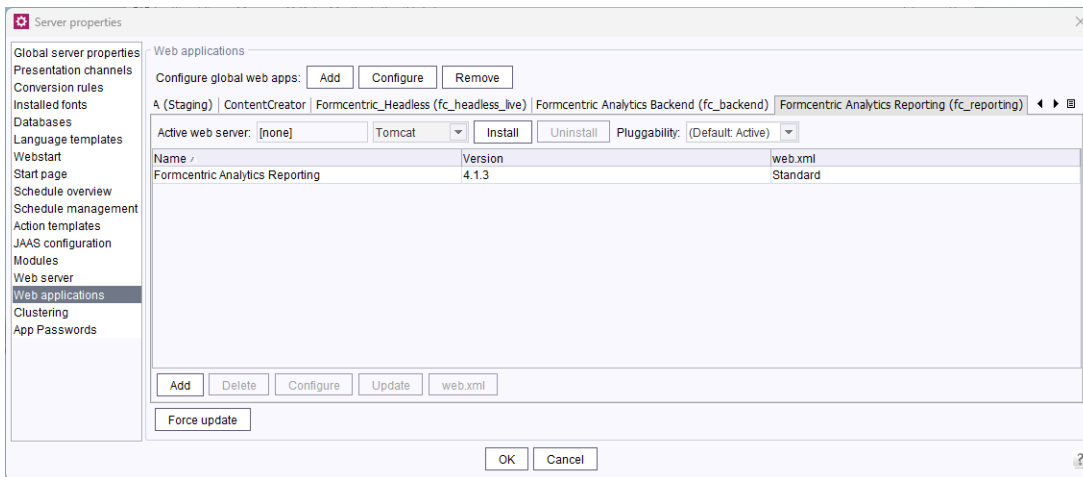 Server properties
Global server properties
Presentation channels
Conversion rules
Installed fonts
Databases
Language templates
Webstart
Start page
Schedule overview
Schedule management
Action templates
JAAS configuration
Modules
Web server
Web applications
Clustering
App Passwords
Web applications
Configure global web apps: Add Configure Remove
A (Staging) ContentCreator Formcentric_Headless (fc_headless_live) Formcentric Analytics Backend (fc_backend) Formcentric Analytics Reporting (fc_reporting)
Active web server: [none] Tomcat Install Uninstall Pluggability: (Default: Active)
Name Version web.xml
Formcentric Analytics Reporting 4.1.3 Standard
Add Delete Configure Update web.xml
Force update
OK Cancel
?